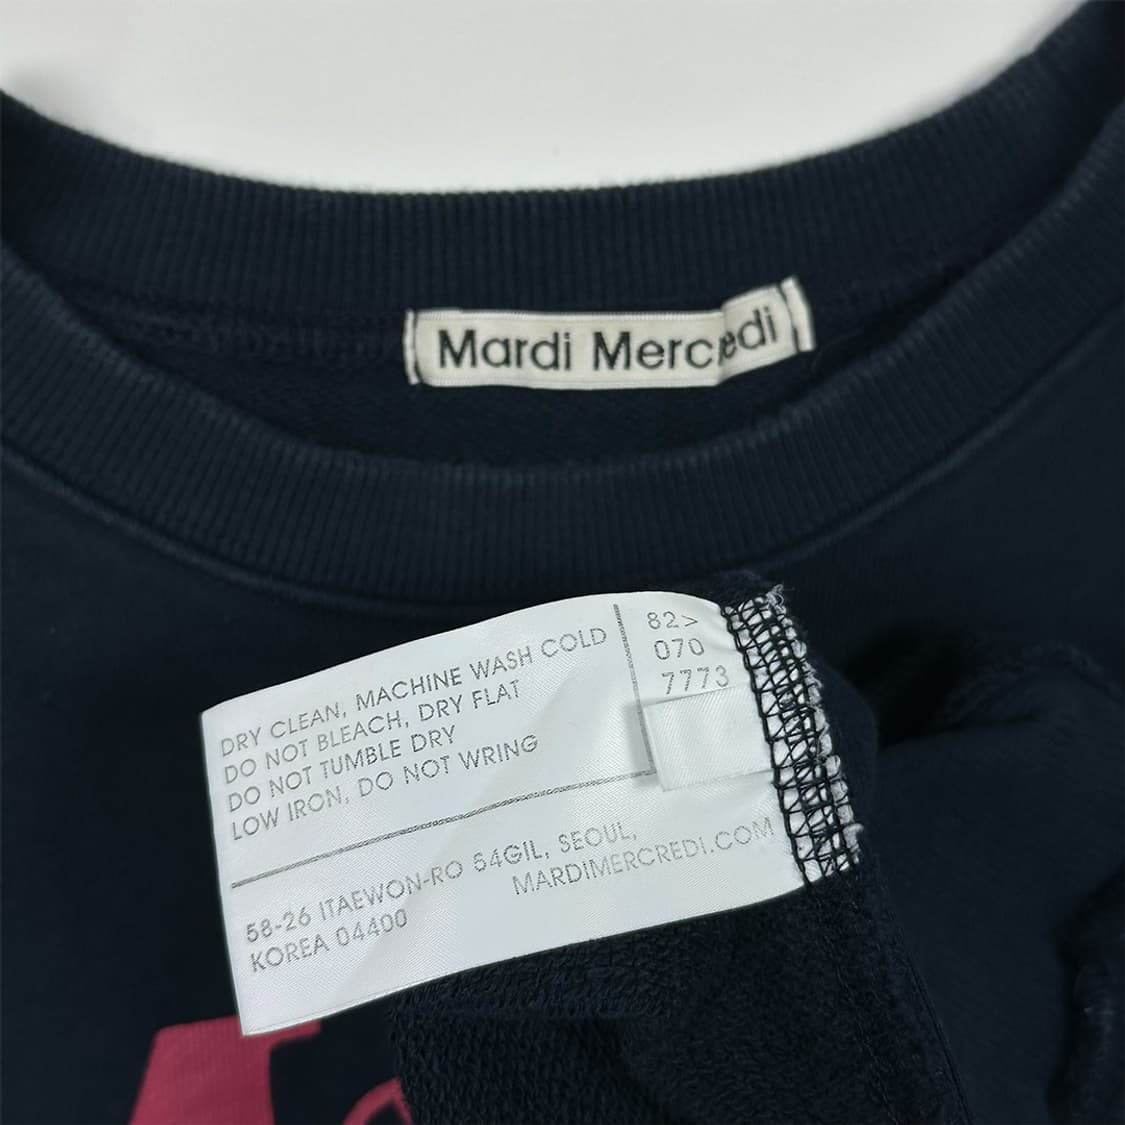 Mardi Mercredi
DRY CLEAN, MACHINE WASH COLD
DO NOT BLEACH, DRY FLAT
DO NOT TUMBLE DRY
LOW IRON, DO NOT WRING
82>
070
7773
58-26 ITAEWON-RO 54GIL, SEOUL,
KOREA 04400
MARDIMERCREDI.COM